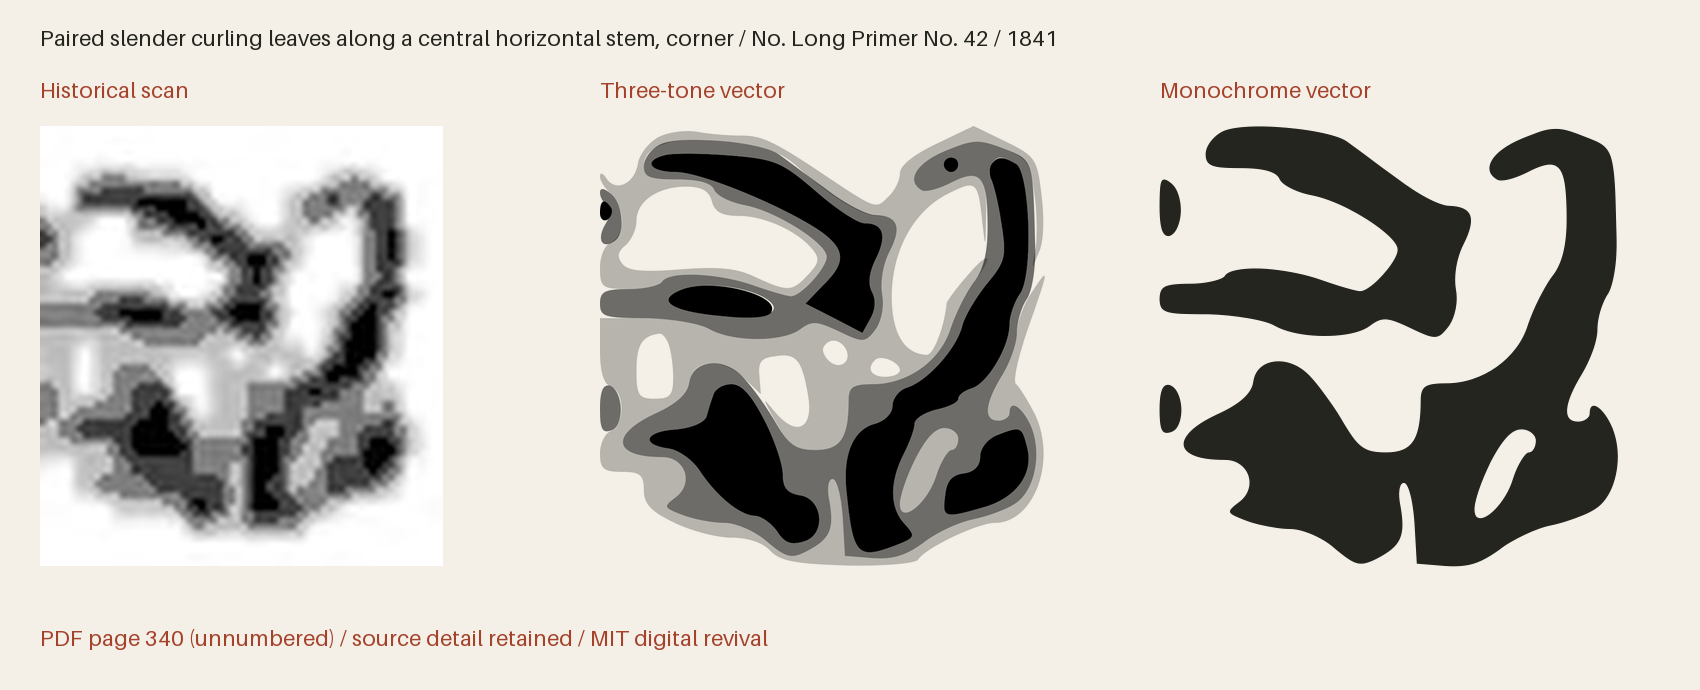 Paired slender curling leaves along a central horizontal stem, corner / No. Long Primer No. 42 / 1841
Historical scan
Three-tone vector
Monochrome vector
PDF page 340 (unnumbered) / source detail retained / MIT digital revival